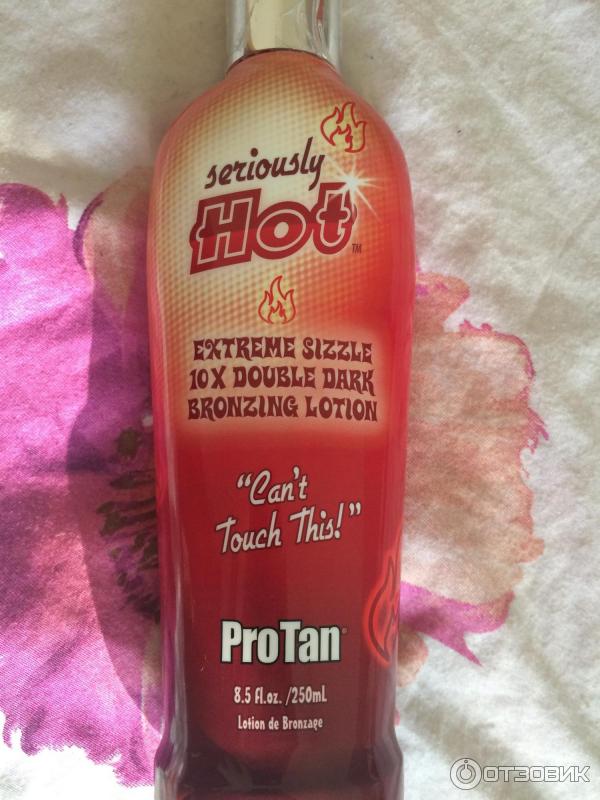 seriously
Hot™
EXTREME SIZZLE
10X DOUBLE DARK
BRONZING LOTION
"Can't
Touch This!"
ProTan®
8.5 fl.oz. /250mL
Lotion de Bronzage
ОТЗОВИК